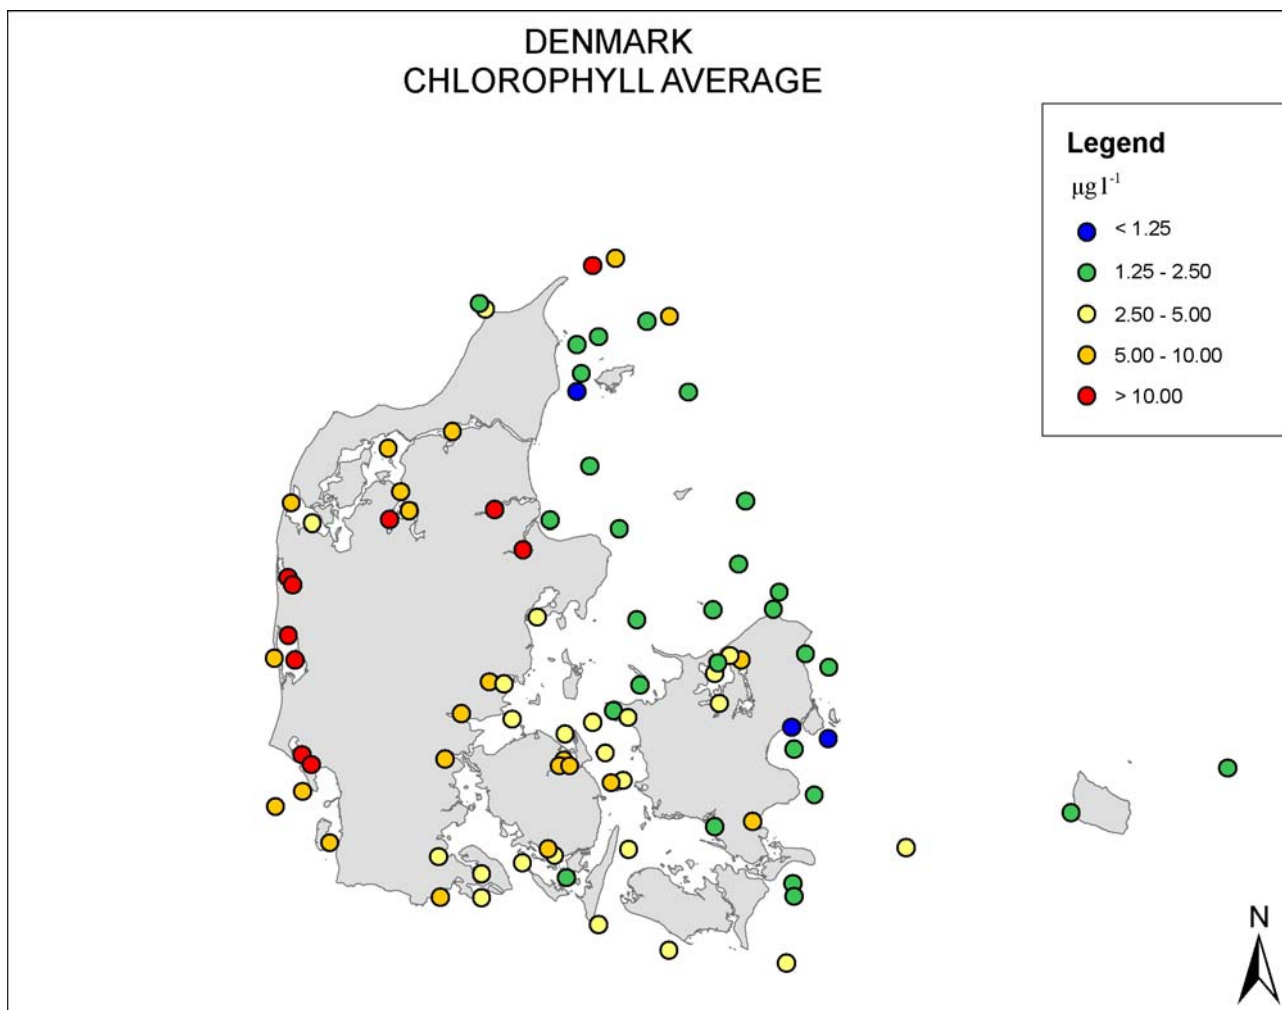 DENMARK
CHLOROPHYLL AVERAGE
Legend
µg l⁻¹
< 1.25
1.25 - 2.50
2.50 - 5.00
5.00 - 10.00
> 10.00
N